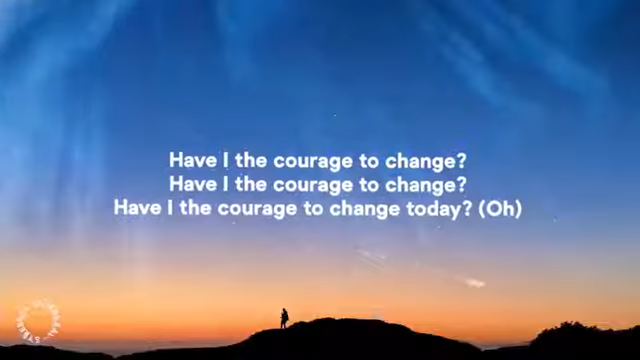 Have I the courage to change?
Have I the courage to change?
Have I the courage to change today? (Oh)